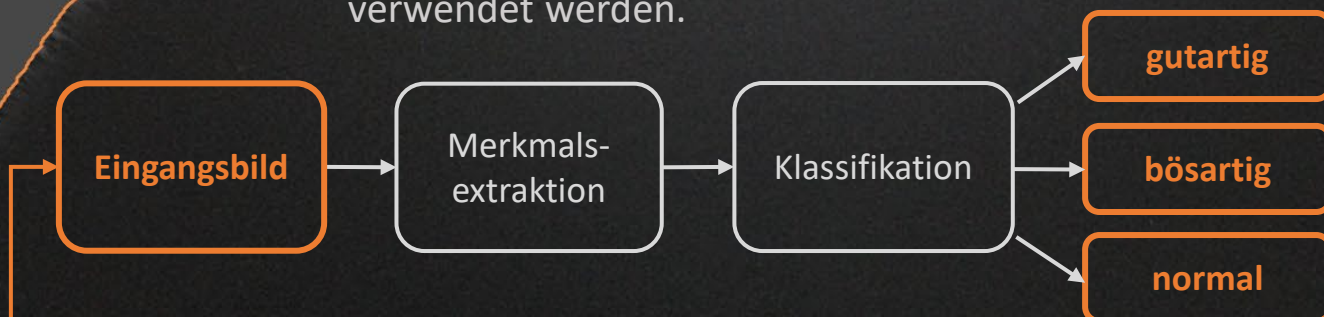 verwendet werden.
Eingangsbild
Merkmals-
extraktion
Klassifikation
gutartig
bösartig
normal